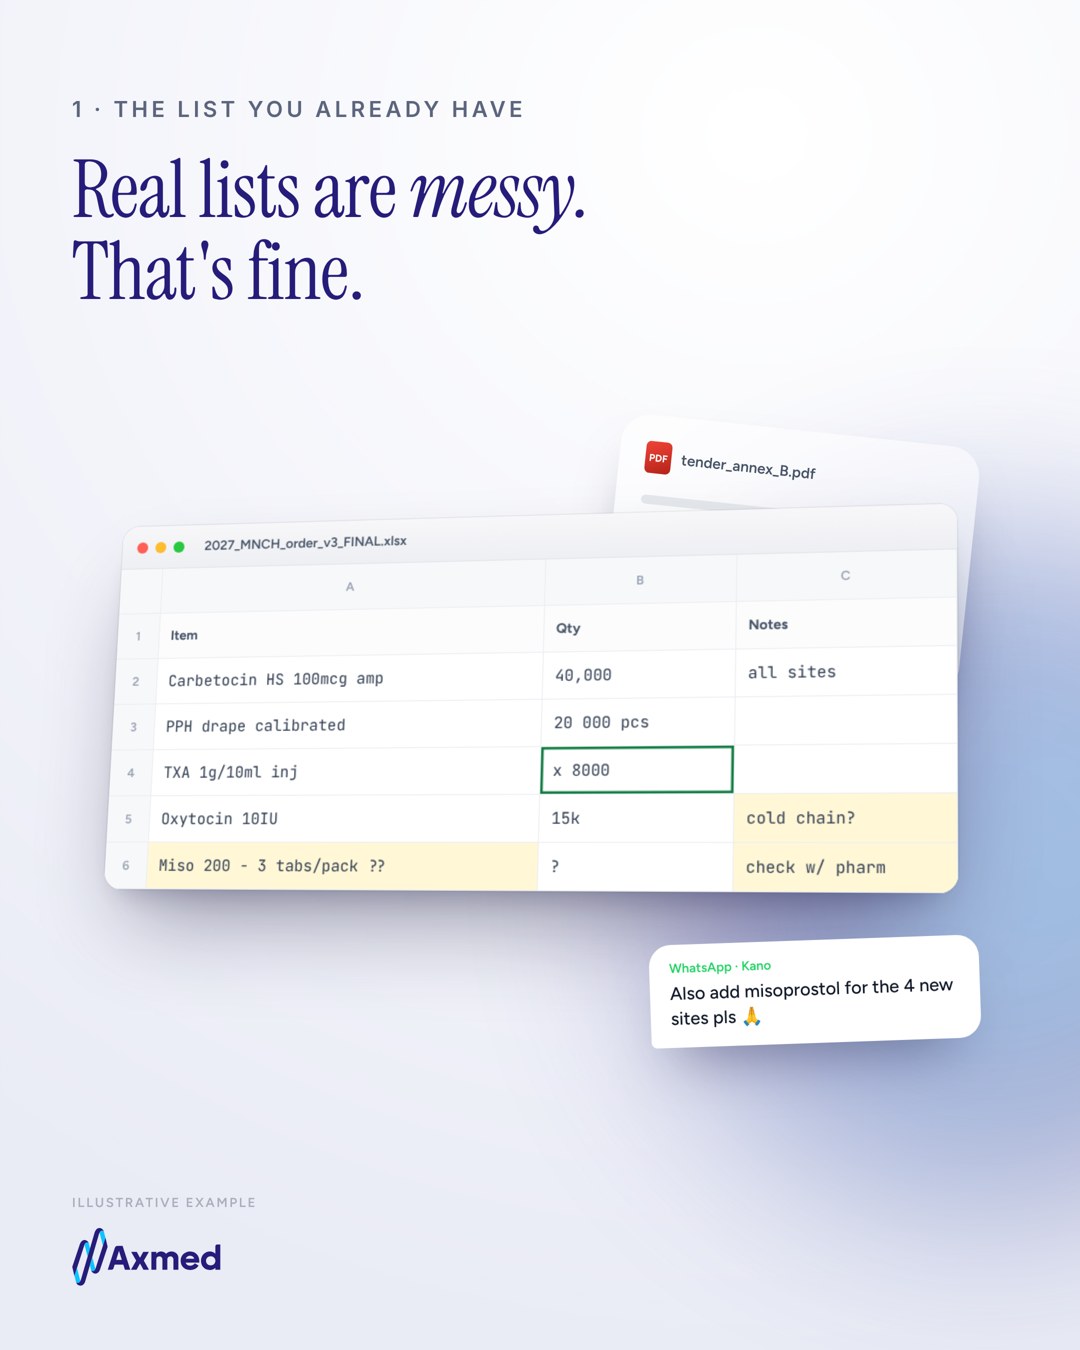 1 · THE LIST YOU ALREADY HAVE
Real lists are messy.
That's fine.
PDF tender_annex_B.pdf
2027_MNCH_order_v3_FINAL.xlsx
A B C
1 Item Qty Notes
2 Carbetocin HS 100mcg amp 40,000 all sites
3 PPH drape calibrated 20 000 pcs
4 TXA 1g/10ml inj x 8000
5 Oxytocin 10IU 15k cold chain?
6 Miso 200 - 3 tabs/pack ?? ? check w/ pharm
WhatsApp · Kano
Also add misoprostol for the 4 new
sites pls 🙏
ILLUSTRATIVE EXAMPLE
Axmed